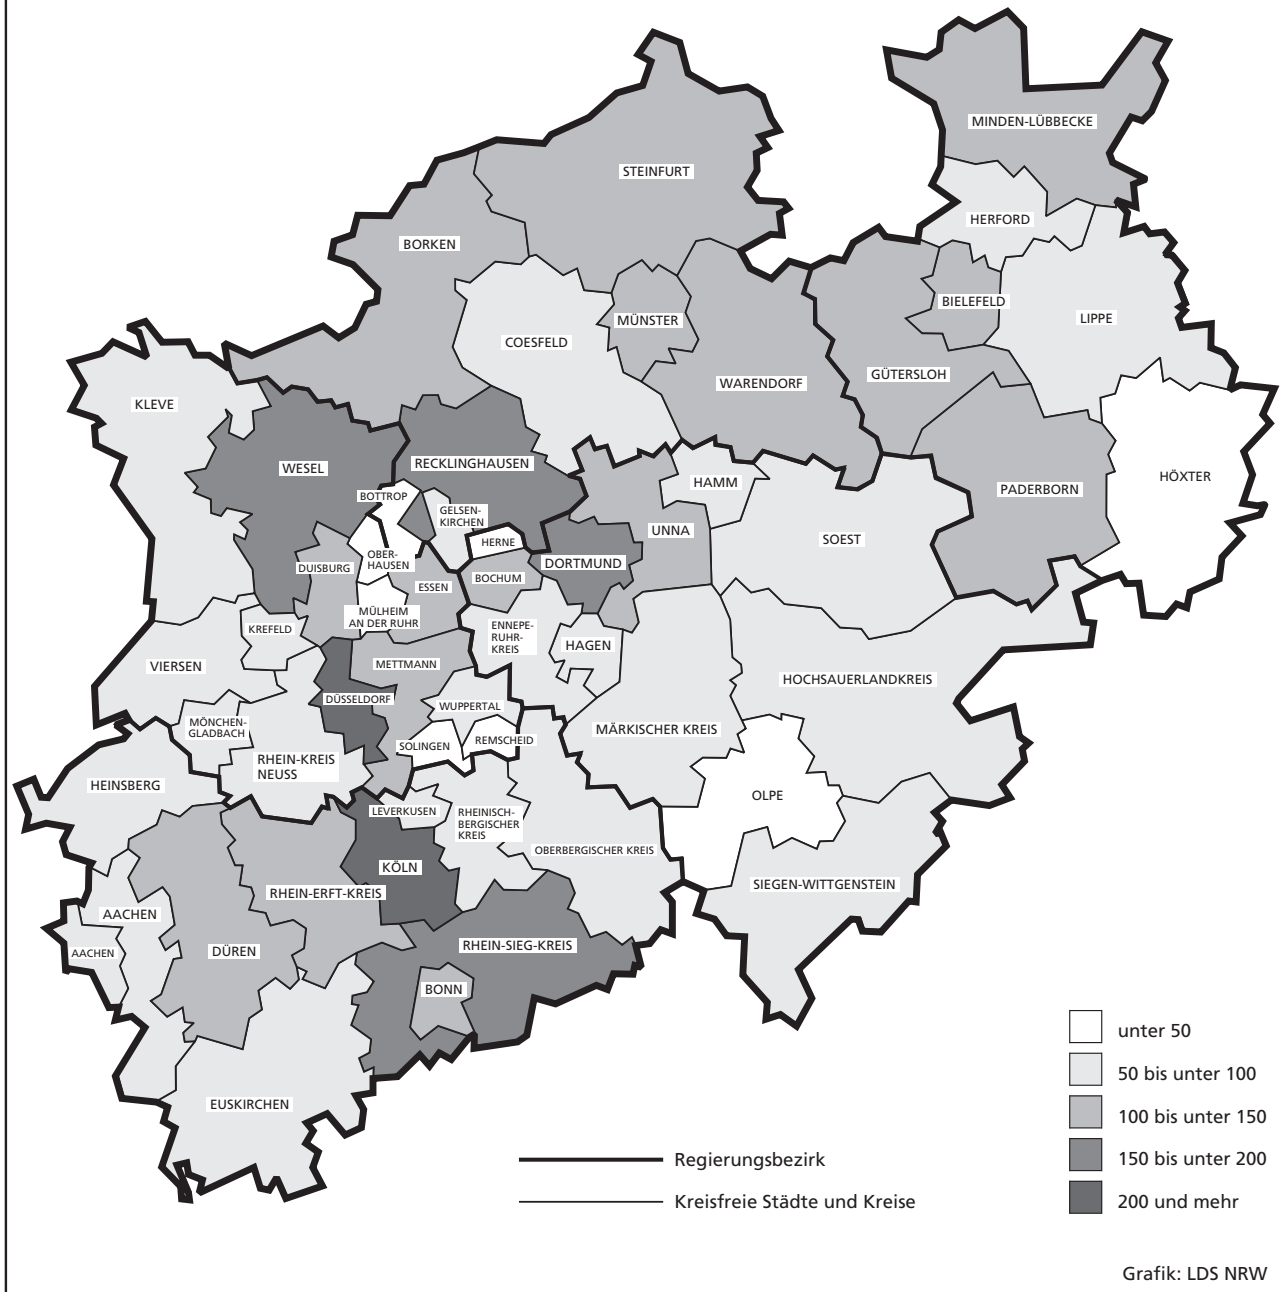 MINDEN-LÜBBECKE
STEINFURT
HERFORD
BORKEN
BIELEFELD
LIPPE
MÜNSTER
COESFELD
GÜTERSLOH
WARENDORF
KLEVE
RECKLINGHAUSEN
WESEL
HÖXTER
HAMM
PADERBORN
BOTTROP
GELSEN-
KIRCHEN
UNNA
SOEST
HERNE
OBER-
HAUSEN
DORTMUND
DUISBURG
BOCHUM
ESSEN
MÜLHEIM
AN DER RUHR
KREFELD
ENNEPE-
RUHR-
KREIS
HAGEN
VIERSEN
METTMANN
HOCHSAUERLANDKREIS
DÜSSELDORF
WUPPERTAL
MÖNCHEN-
GLADBACH
MÄRKISCHER KREIS
REMSCHEID
SOLINGEN
RHEIN-KREIS
NEUSS
HEINSBERG
OLPE
LEVERKUSEN
RHEINISCH-
BERGISCHER
KREIS
OBERBERGISCHER KREIS
KÖLN
SIEGEN-WITTGENSTEIN
RHEIN-ERFT-KREIS
AACHEN
RHEIN-SIEG-KREIS
DÜREN
AACHEN
BONN
EUSKIRCHEN
unter 50
50 bis unter 100
100 bis unter 150
150 bis unter 200
200 und mehr
Regierungsbezirk
Kreisfreie Städte und Kreise
Grafik: LDS NRW